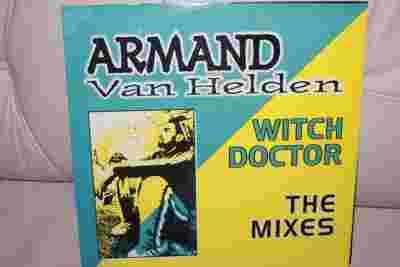 ARMAND
Van Helden
WITCH
DOCTOR
THE
MIXES